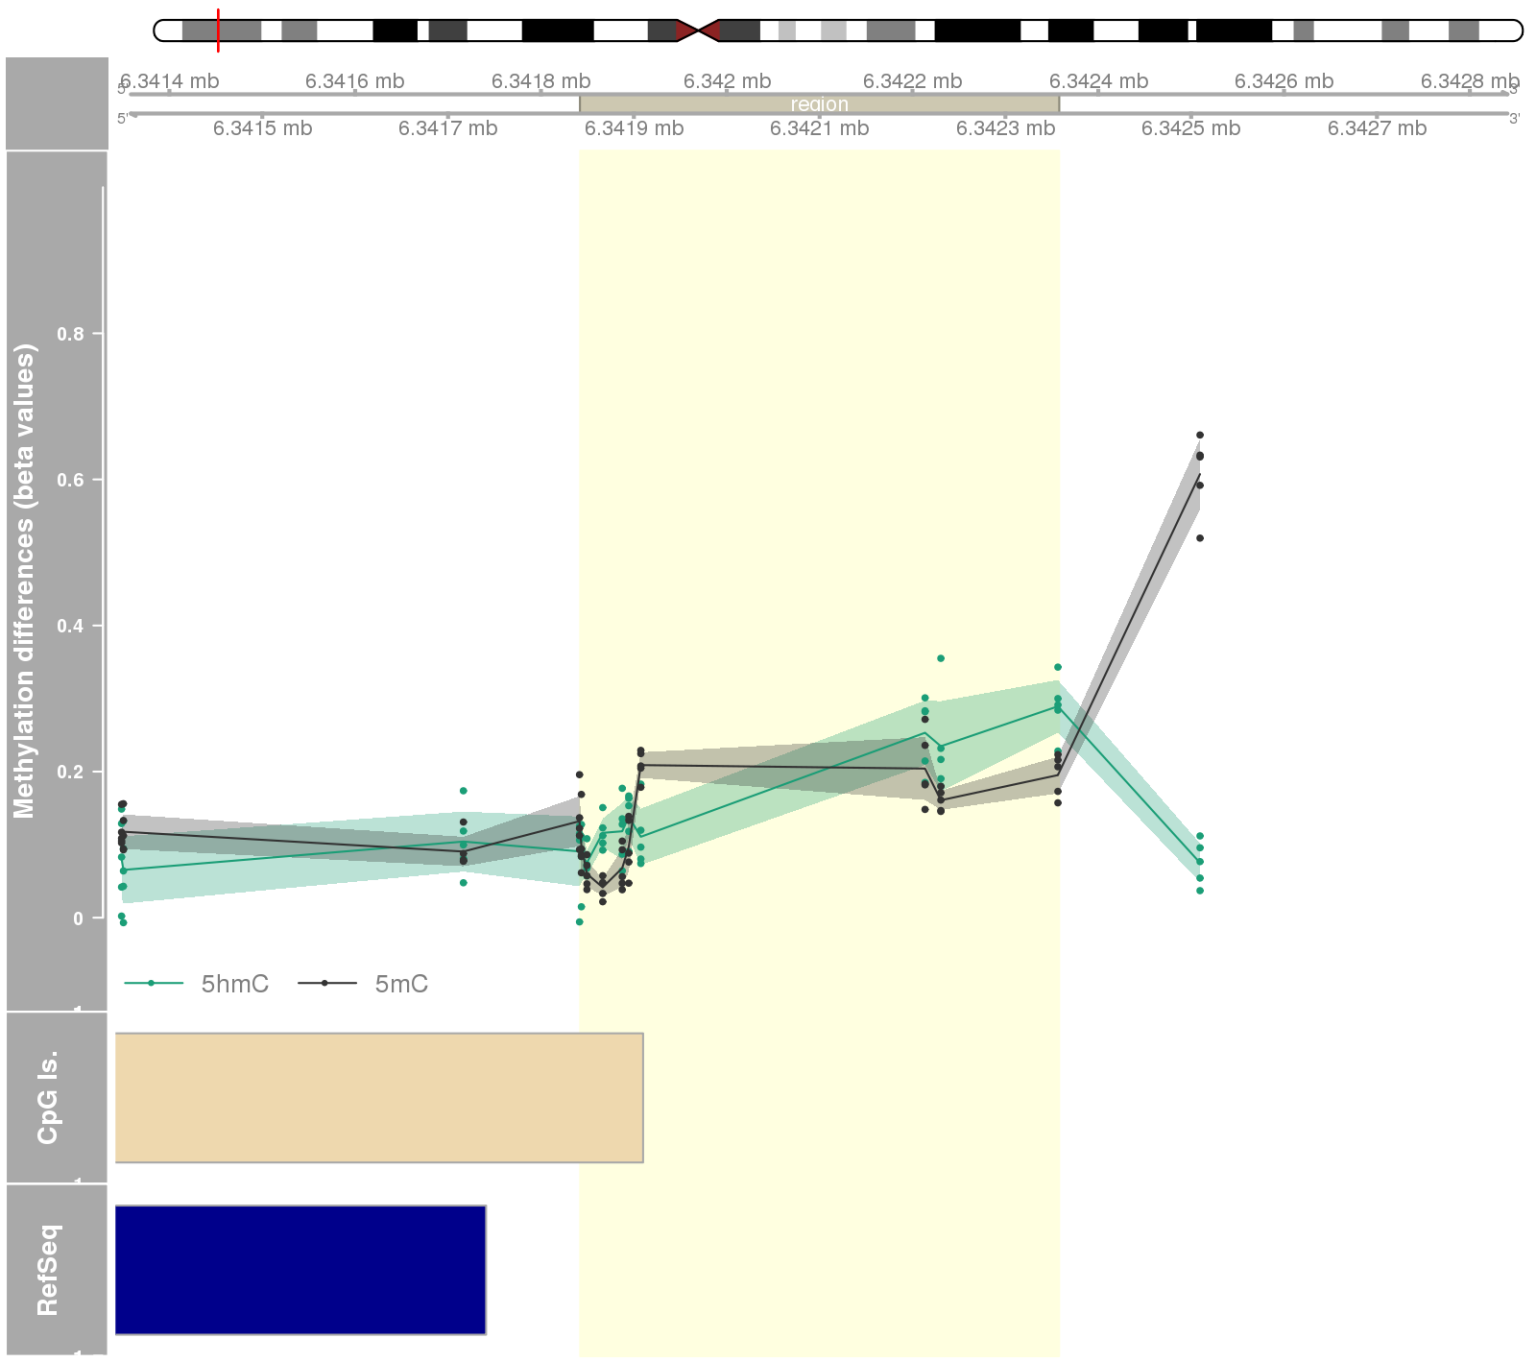 6.3414 mb 6.3416 mb 6.3418 mb 6.342 mb 6.3422 mb 6.3424 mb 6.3426 mb 6.3428 mb
5' 3'
region
5' 3'
6.3415 mb 6.3417 mb 6.3419 mb 6.3421 mb 6.3423 mb 6.3425 mb 6.3427 mb
Methylation differences (beta values)
0.8
0.6
0.4
0.2
0
5hmC 5mC
CpG Is.
RefSeq